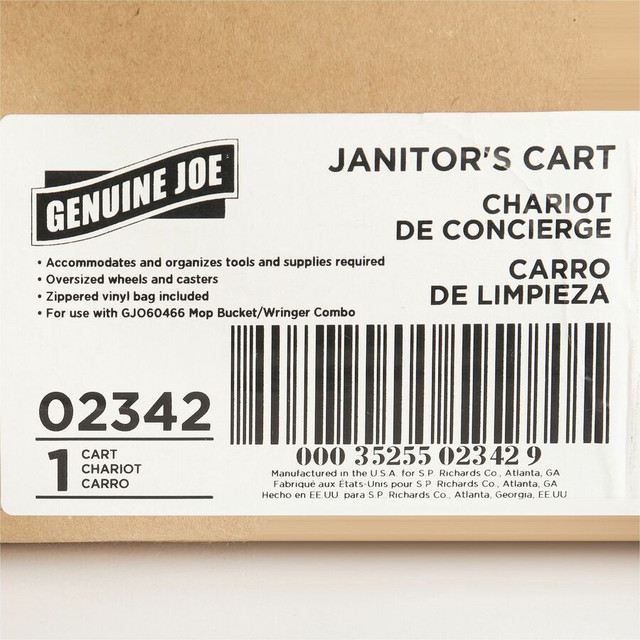 GENUINE JOE
JANITOR'S CART
CHARIOT
DE CONCIERGE
CARRO
DE LIMPIEZA
• Accommodates and organizes tools and supplies required
• Oversized wheels and casters
• Zippered vinyl bag included
• For use with GJO60466 Mop Bucket/Wringer Combo
02342
1 CART
CHARIOT
CARRO
000 35255 02342 9
Manufactured in the U.S.A. for S.P. Richards Co., Atlanta, GA
Fabriqué aux États-Unis pour S.P. Richards Co., Atlanta, GA
Hecho en EE.UU. para S.P. Richards Co., Atlanta, Georgia, EE.UU